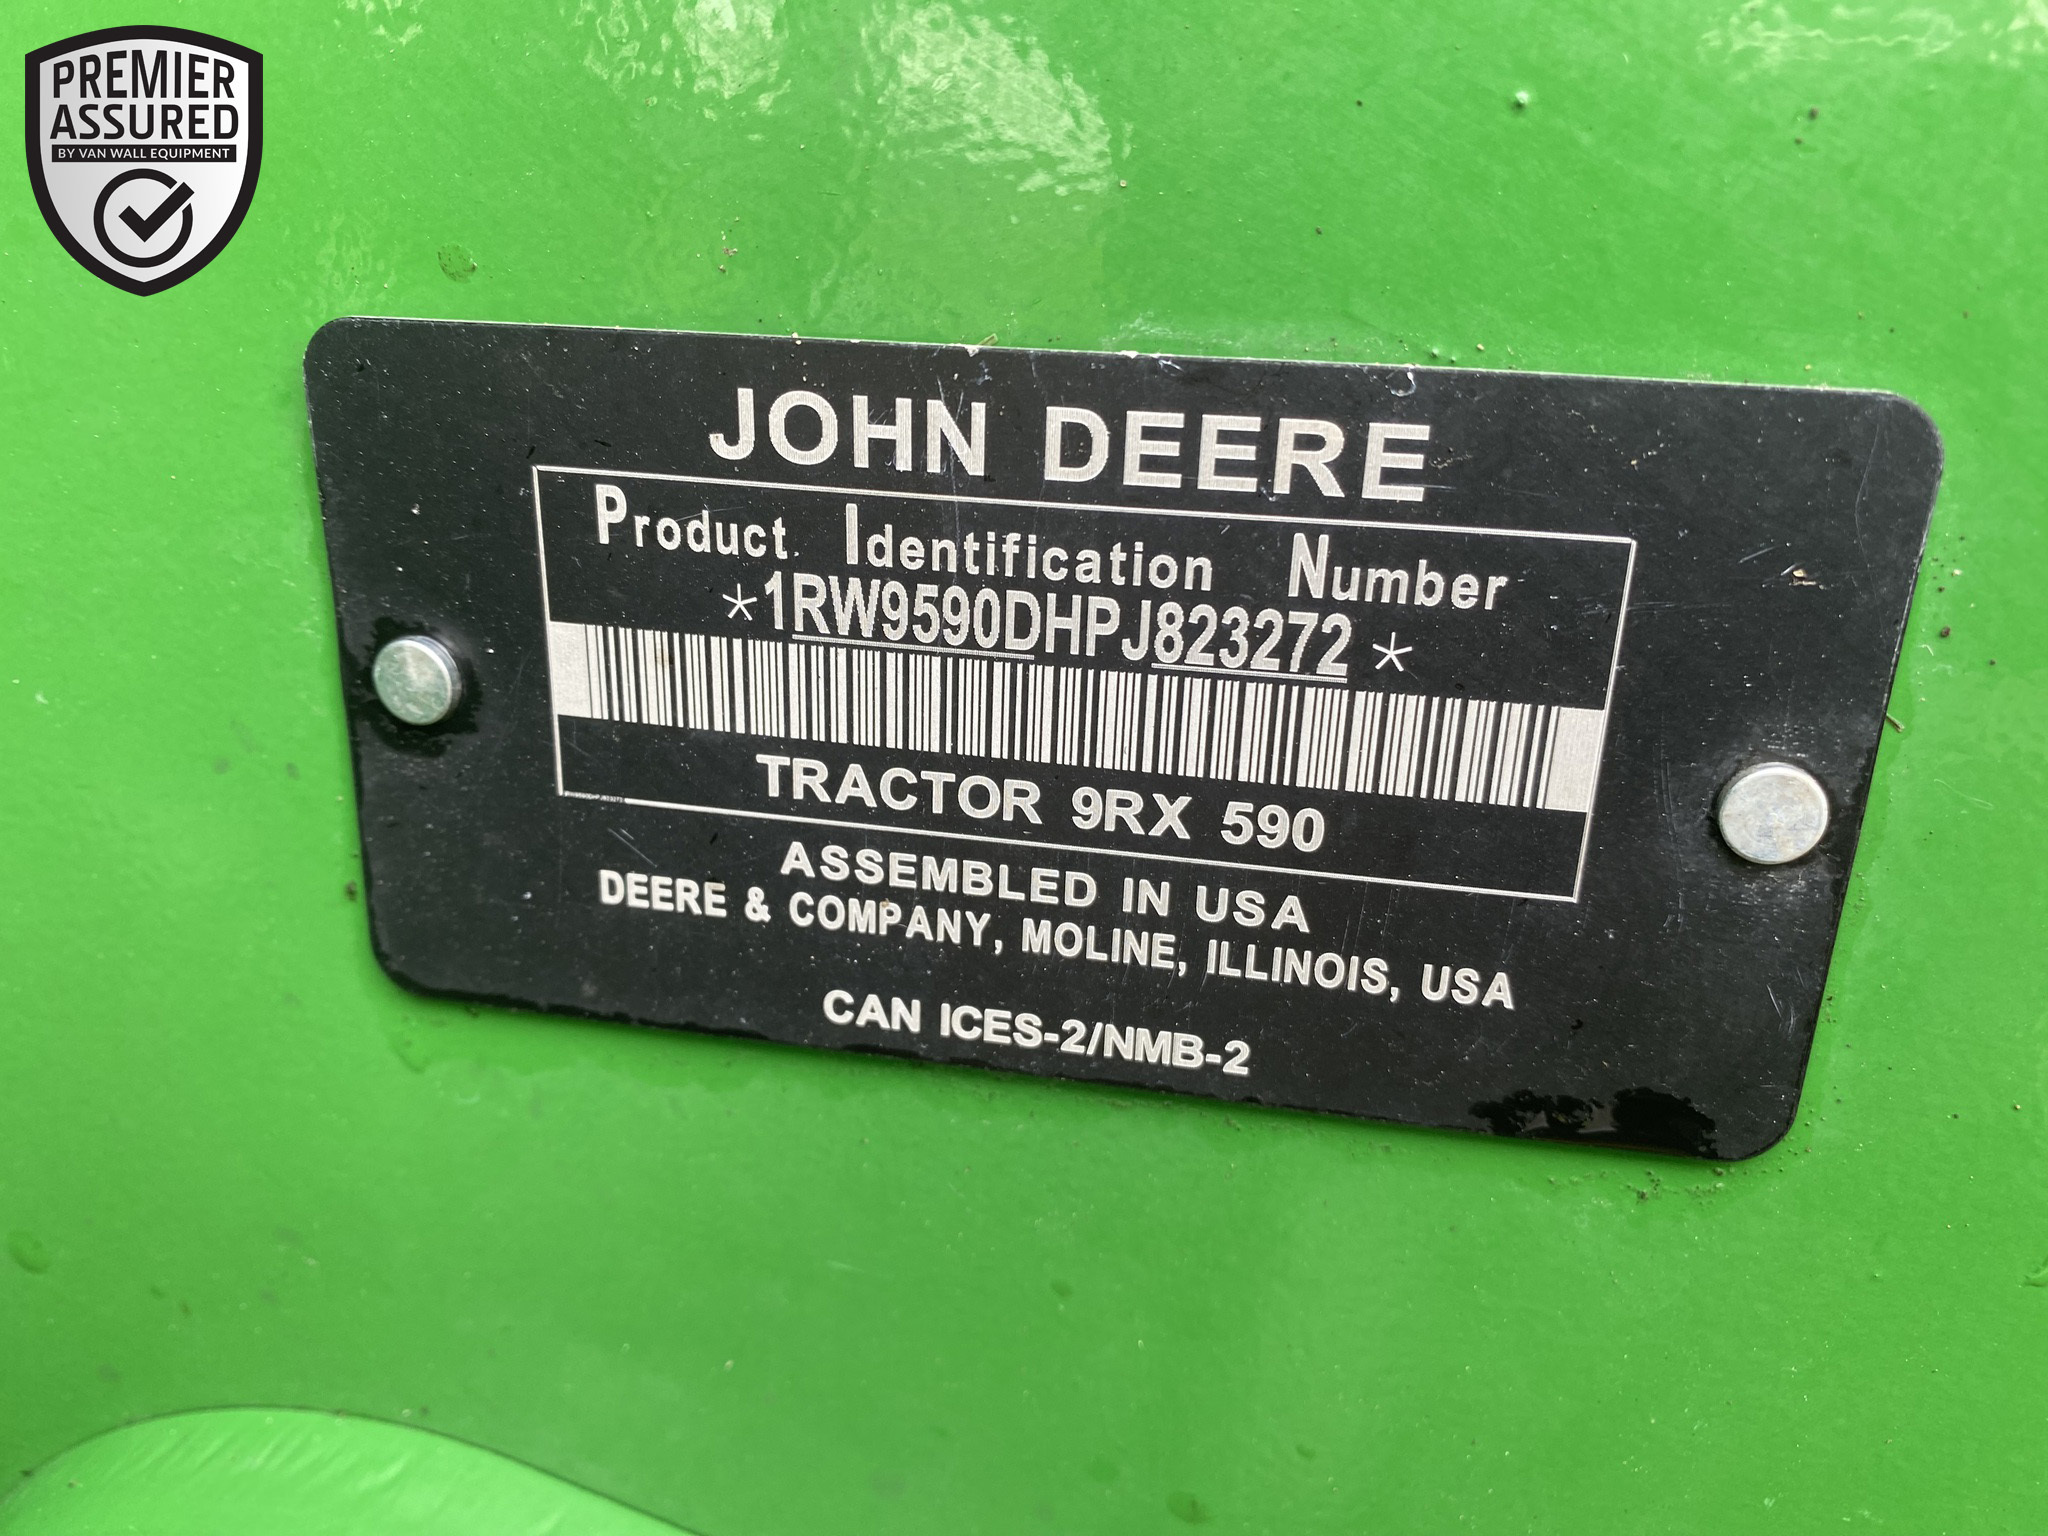 PREMIER
ASSURED
BY VAN WALL EQUIPMENT
JOHN DEERE
Product Identification Number
*1RW9590DHPJ823272*
TRACTOR 9RX 590
ASSEMBLED IN USA
DEERE & COMPANY, MOLINE, ILLINOIS, USA
CAN ICES-2/NMB-2